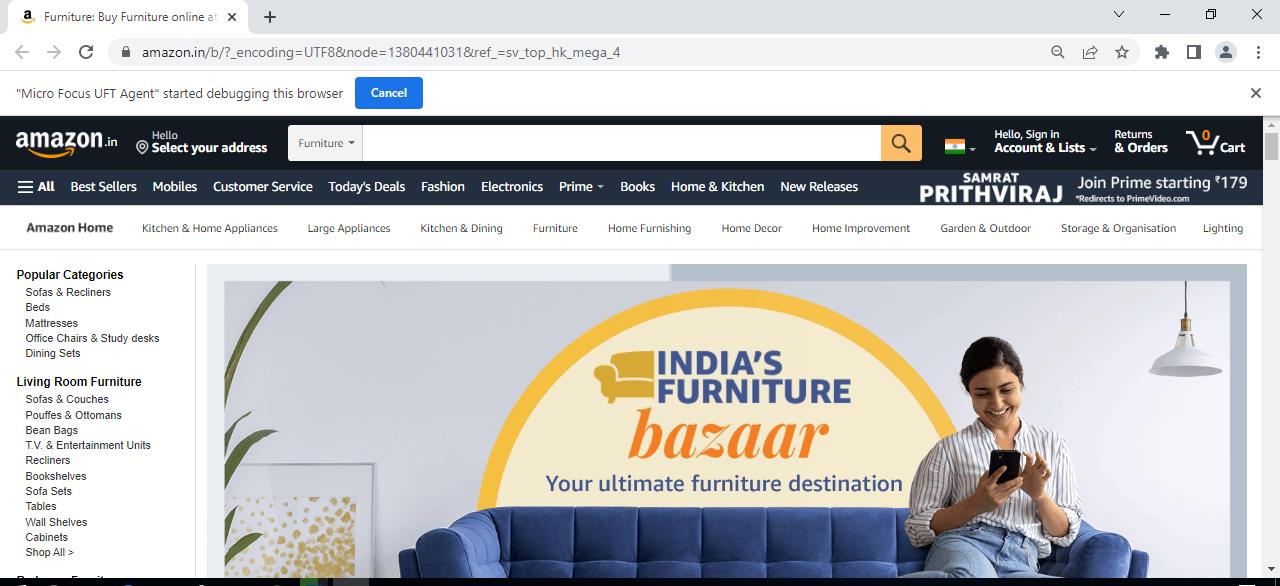 Furniture: Buy Furniture online at
amazon.in/b/?_encoding=UTF8&node=1380441031&ref_=sv_top_hk_mega_4
"Micro Focus UFT Agent" started debugging this browser
Cancel
amazon.in
Hello
Select your address
Furniture
Hello, Sign in
Account & Lists
Returns
& Orders
0
Cart
All Best Sellers Mobiles Customer Service Today's Deals Fashion Electronics Prime Books Home & Kitchen New Releases
SAMRAT
PRITHVIRAJ
Join Prime starting ₹179
*Redirects to PrimeVideo.com
Amazon Home Kitchen & Home Appliances Large Appliances Kitchen & Dining Furniture Home Furnishing Home Decor Home Improvement Garden & Outdoor Storage & Organisation Lighting
Popular Categories
Sofas & Recliners
Beds
Mattresses
Office Chairs & Study desks
Dining Sets
Living Room Furniture
Sofas & Couches
Pouffes & Ottomans
Bean Bags
T.V. & Entertainment Units
Recliners
Bookshelves
Sofa Sets
Tables
Wall Shelves
Cabinets
Shop All >
INDIA'S
FURNITURE
bazaar
Your ultimate furniture destination